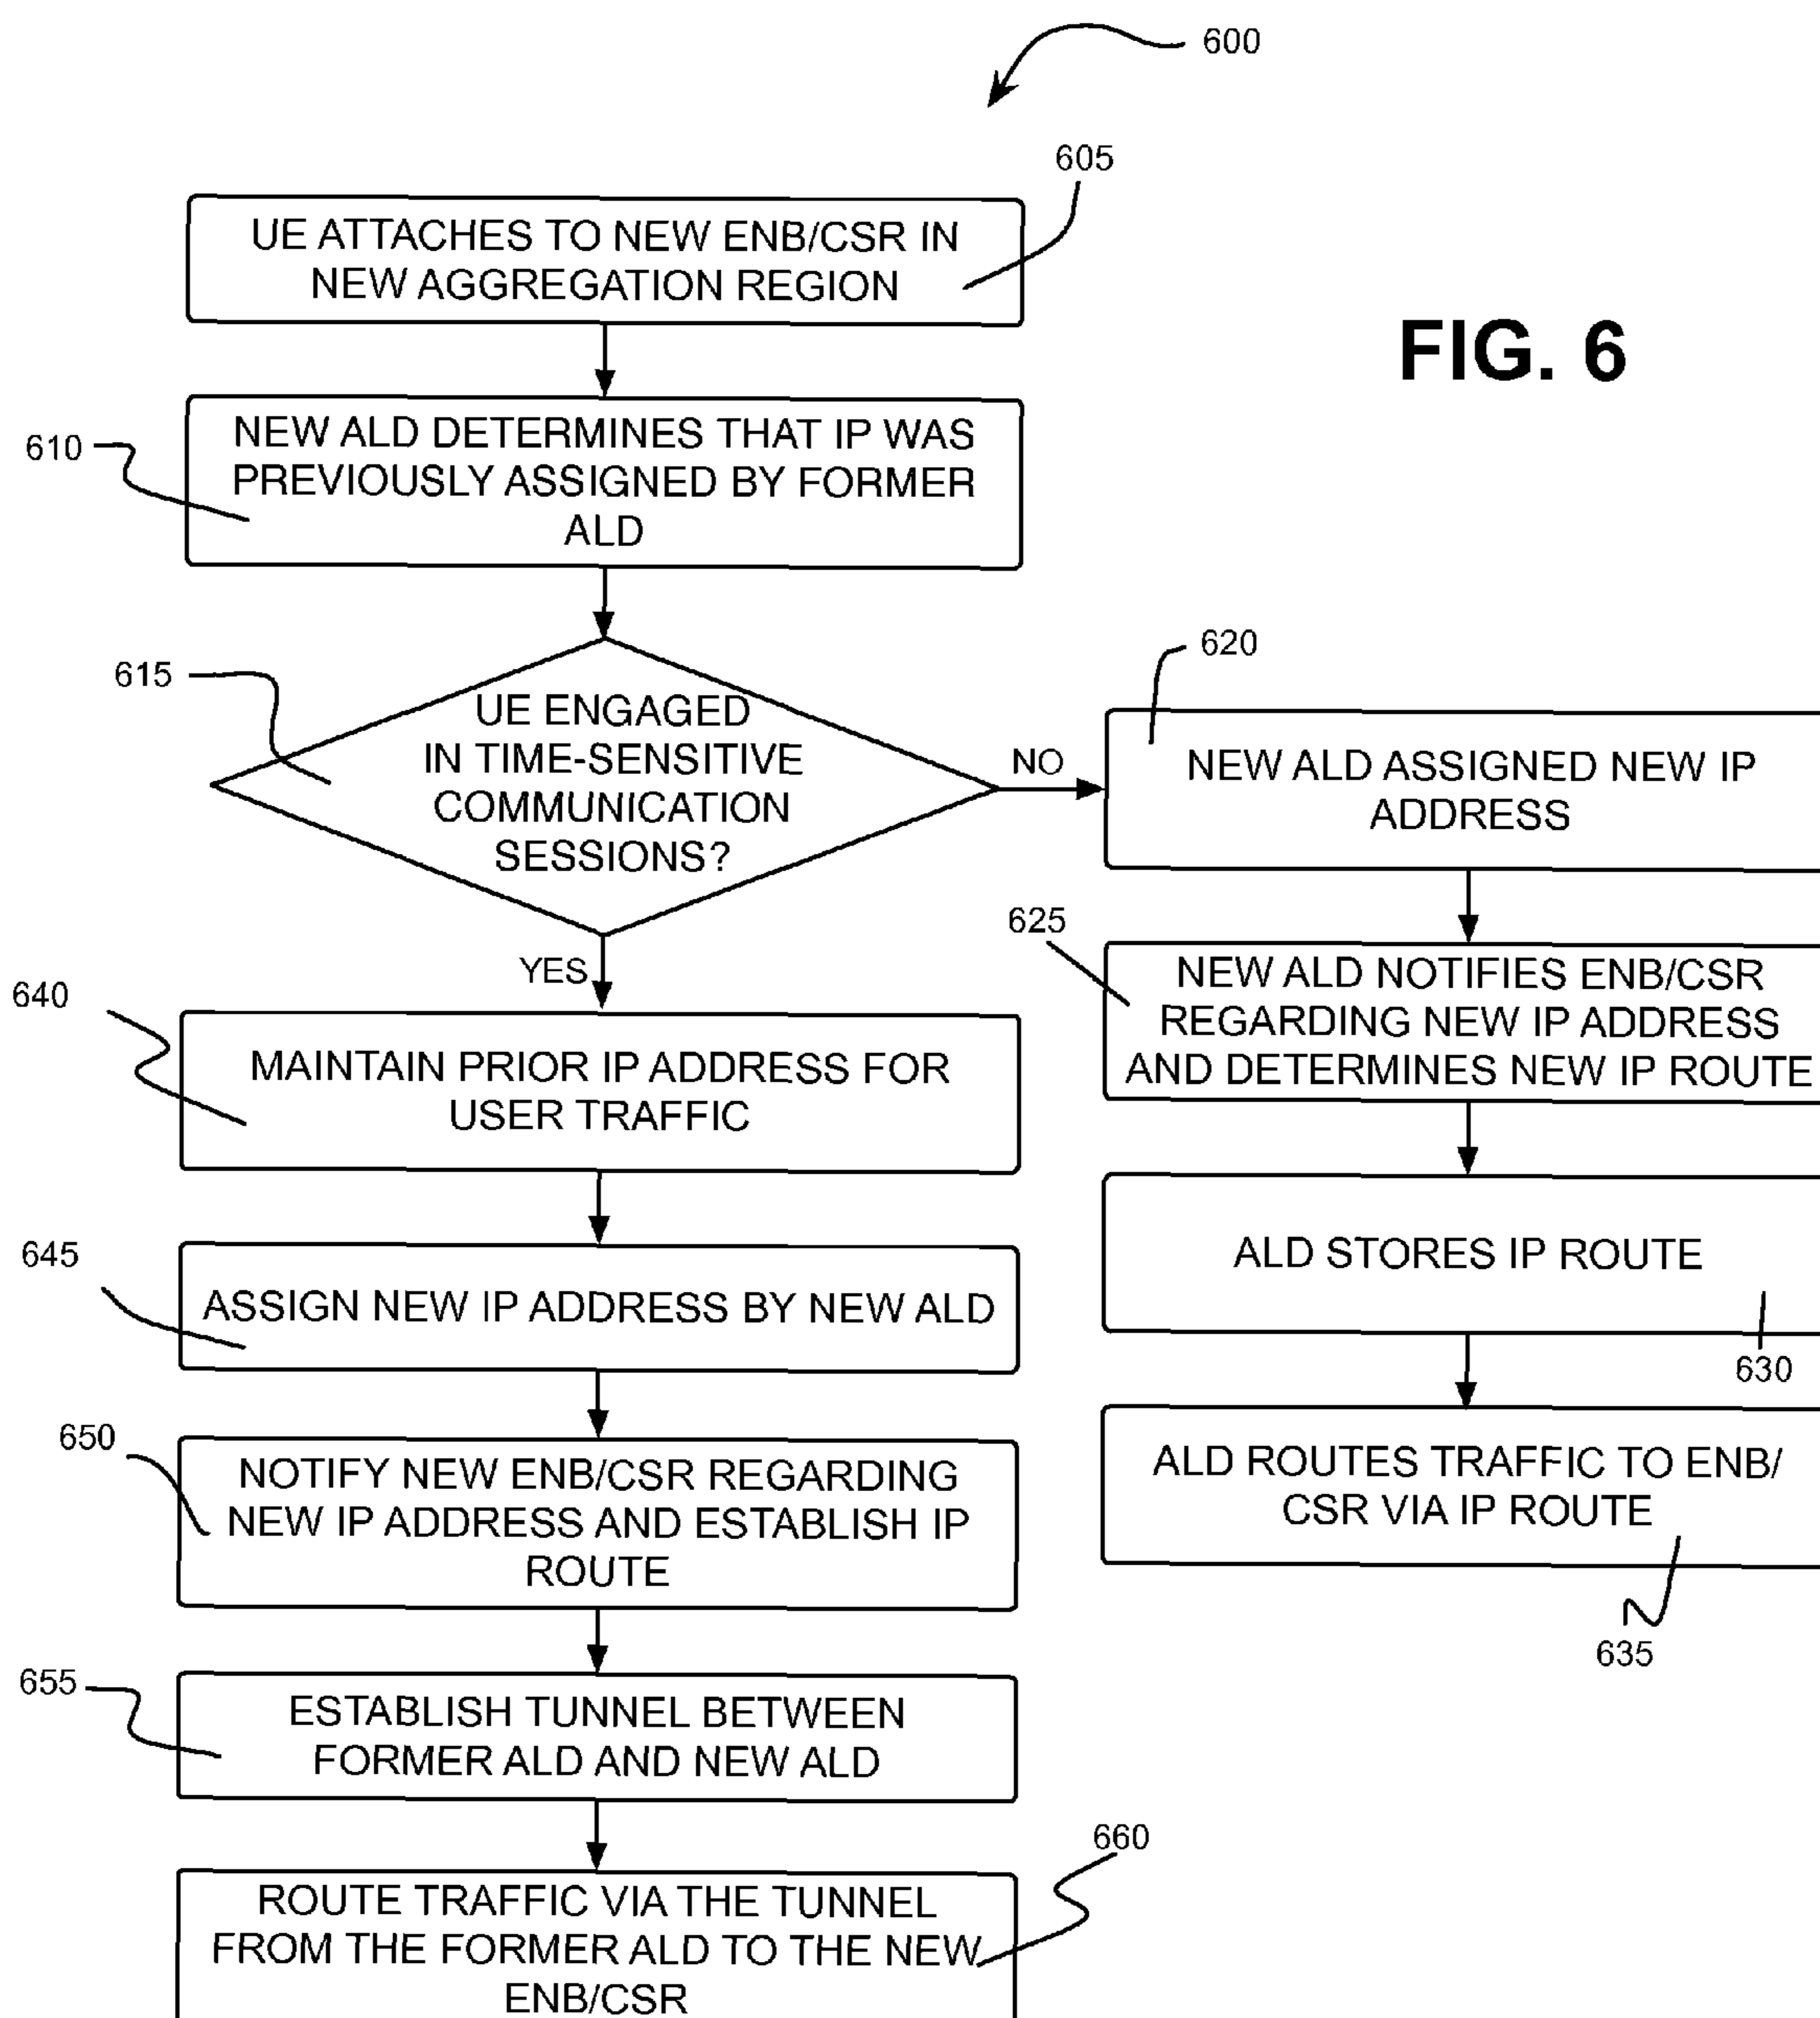 600
605
UE ATTACHES TO NEW ENB/CSR IN
NEW AGGREGATION REGION
FIG. 6
610
NEW ALD DETERMINES THAT IP WAS
PREVIOUSLY ASSIGNED BY FORMER
ALD
615
UE ENGAGED
IN TIME-SENSITIVE
COMMUNICATION
SESSIONS?
NO
620
NEW ALD ASSIGNED NEW IP
ADDRESS
625
NEW ALD NOTIFIES ENB/CSR
REGARDING NEW IP ADDRESS
AND DETERMINES NEW IP ROUTE
ALD STORES IP ROUTE
630
ALD ROUTES TRAFFIC TO ENB/
CSR VIA IP ROUTE
635
YES
640
MAINTAIN PRIOR IP ADDRESS FOR
USER TRAFFIC
645
ASSIGN NEW IP ADDRESS BY NEW ALD
650
NOTIFY NEW ENB/CSR REGARDING
NEW IP ADDRESS AND ESTABLISH IP
ROUTE
655
ESTABLISH TUNNEL BETWEEN
FORMER ALD AND NEW ALD
660
ROUTE TRAFFIC VIA THE TUNNEL
FROM THE FORMER ALD TO THE NEW
ENB/CSR